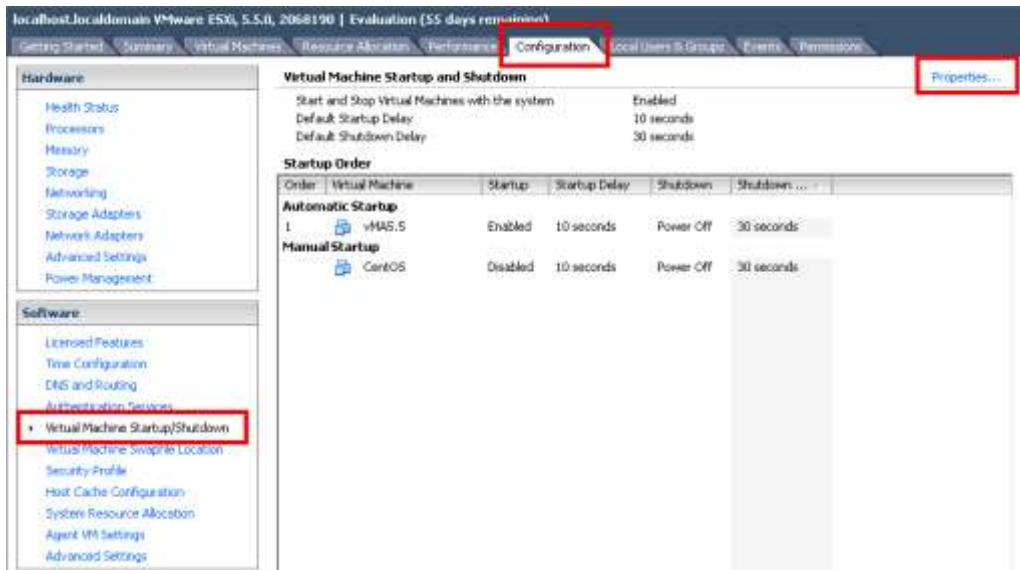 localhost.localdomain VMware ESXi, 5.5.0, 2068190 | Evaluation (55 days remaining)
Getting Started Summary Virtual Machines Resource Allocation Performance Configuration Local Users & Groups Events Permissions
Hardware
Health Status
Processors
Memory
Storage
Networking
Storage Adapters
Network Adapters
Advanced Settings
Power Management
Software
Licensed Features
Time Configuration
DNS and Routing
Authentication Services
Virtual Machine Startup/Shutdown
Virtual Machine Swapfile Location
Security Profile
Host Cache Configuration
System Resource Allocation
Agent VM Settings
Advanced Settings
Virtual Machine Startup and Shutdown
Properties...
Start and Stop Virtual Machines with the system Enabled
Default Startup Delay 10 seconds
Default Shutdown Delay 30 seconds
Startup Order
Order Virtual Machine Startup Startup Delay Shutdown Shutdown ...
Automatic Startup
1 vMA5.5 Enabled 10 seconds Power Off 30 seconds
Manual Startup
CentOS Disabled 10 seconds Power Off 30 seconds